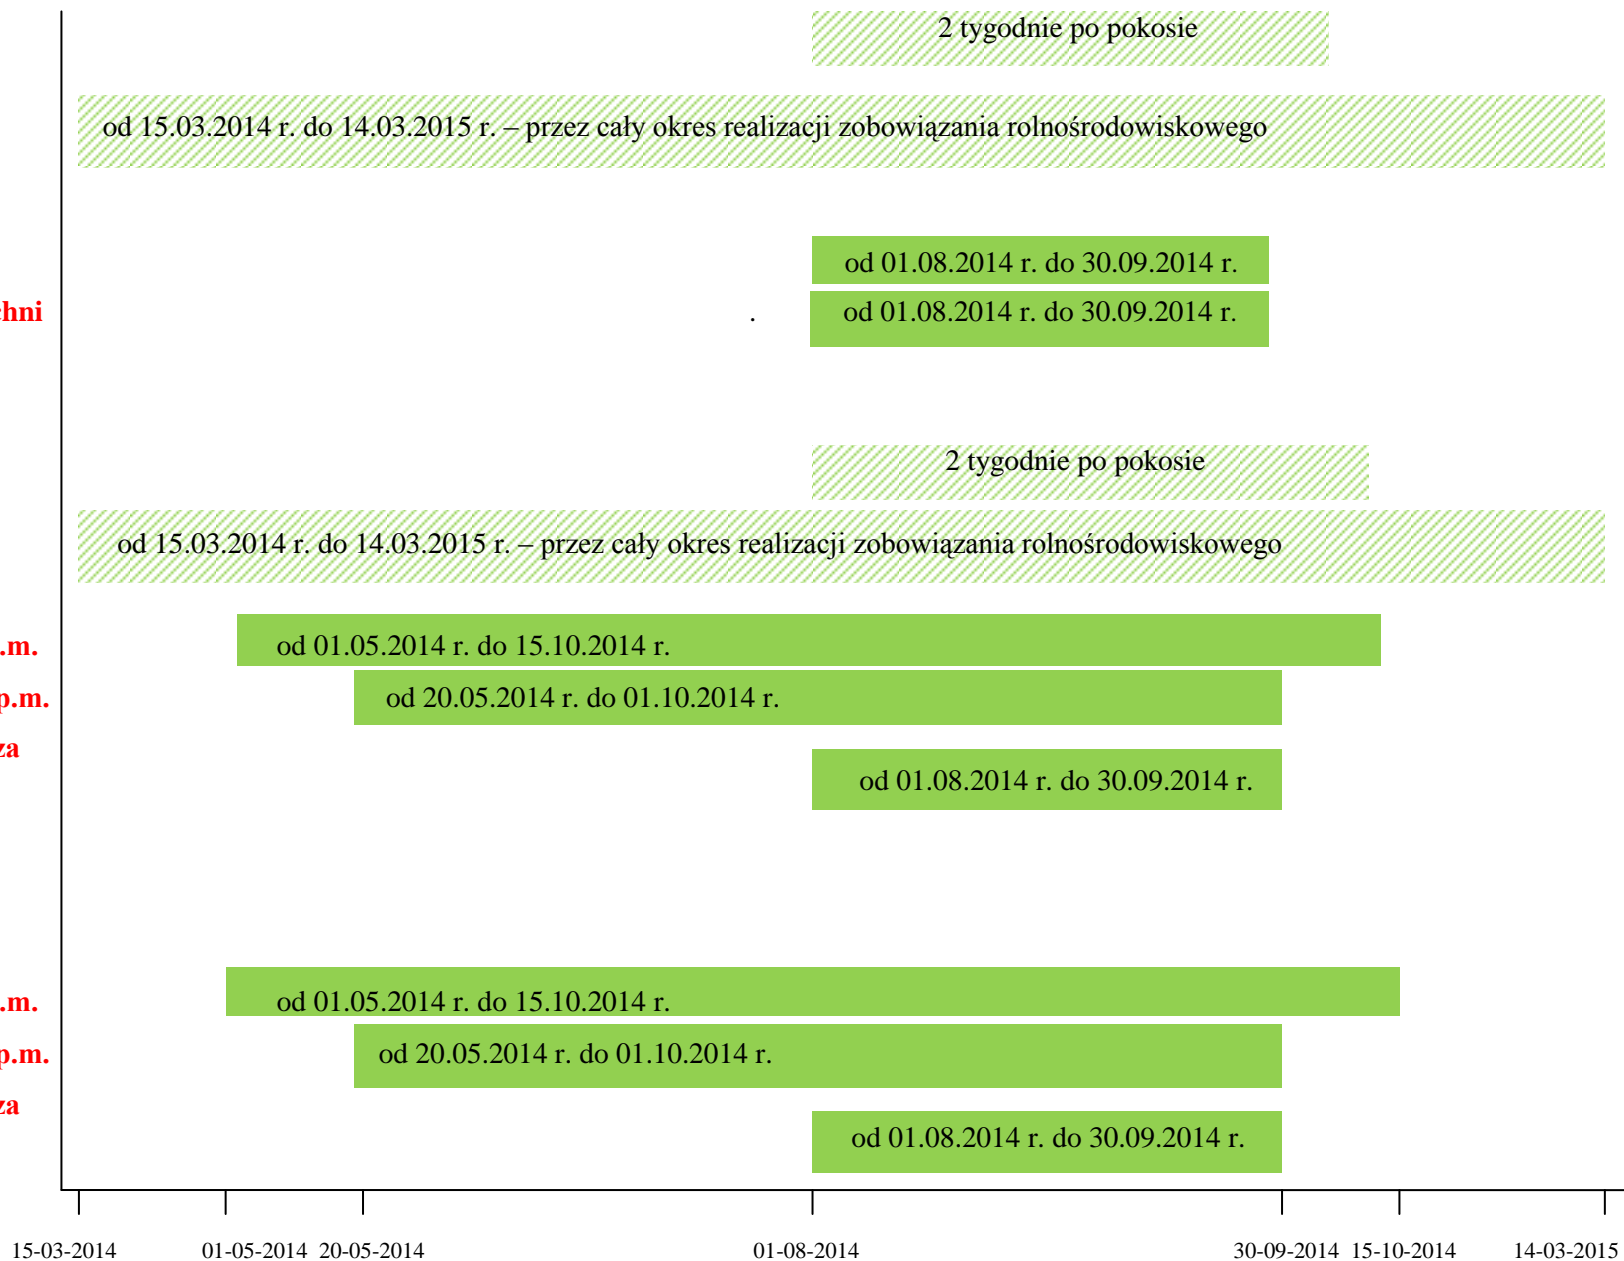 2 tygodnie po pokosie
od 15.03.2014 r. do 14.03.2015 r. – przez cały okres realizacji zobowiązania rolnośrodowiskowego
od 01.08.2014 r. do 30.09.2014 r.
chni . od 01.08.2014 r. do 30.09.2014 r.
2 tygodnie po pokosie
od 15.03.2014 r. do 14.03.2015 r. – przez cały okres realizacji zobowiązania rolnośrodowiskowego
.m. od 01.05.2014 r. do 15.10.2014 r.
p.m. od 20.05.2014 r. do 01.10.2014 r.
za
od 01.08.2014 r. do 30.09.2014 r.
.m. od 01.05.2014 r. do 15.10.2014 r.
p.m. od 20.05.2014 r. do 01.10.2014 r.
za
od 01.08.2014 r. do 30.09.2014 r.
15-03-2014 01-05-2014 20-05-2014 01-08-2014 30-09-2014 15-10-2014 14-03-2015